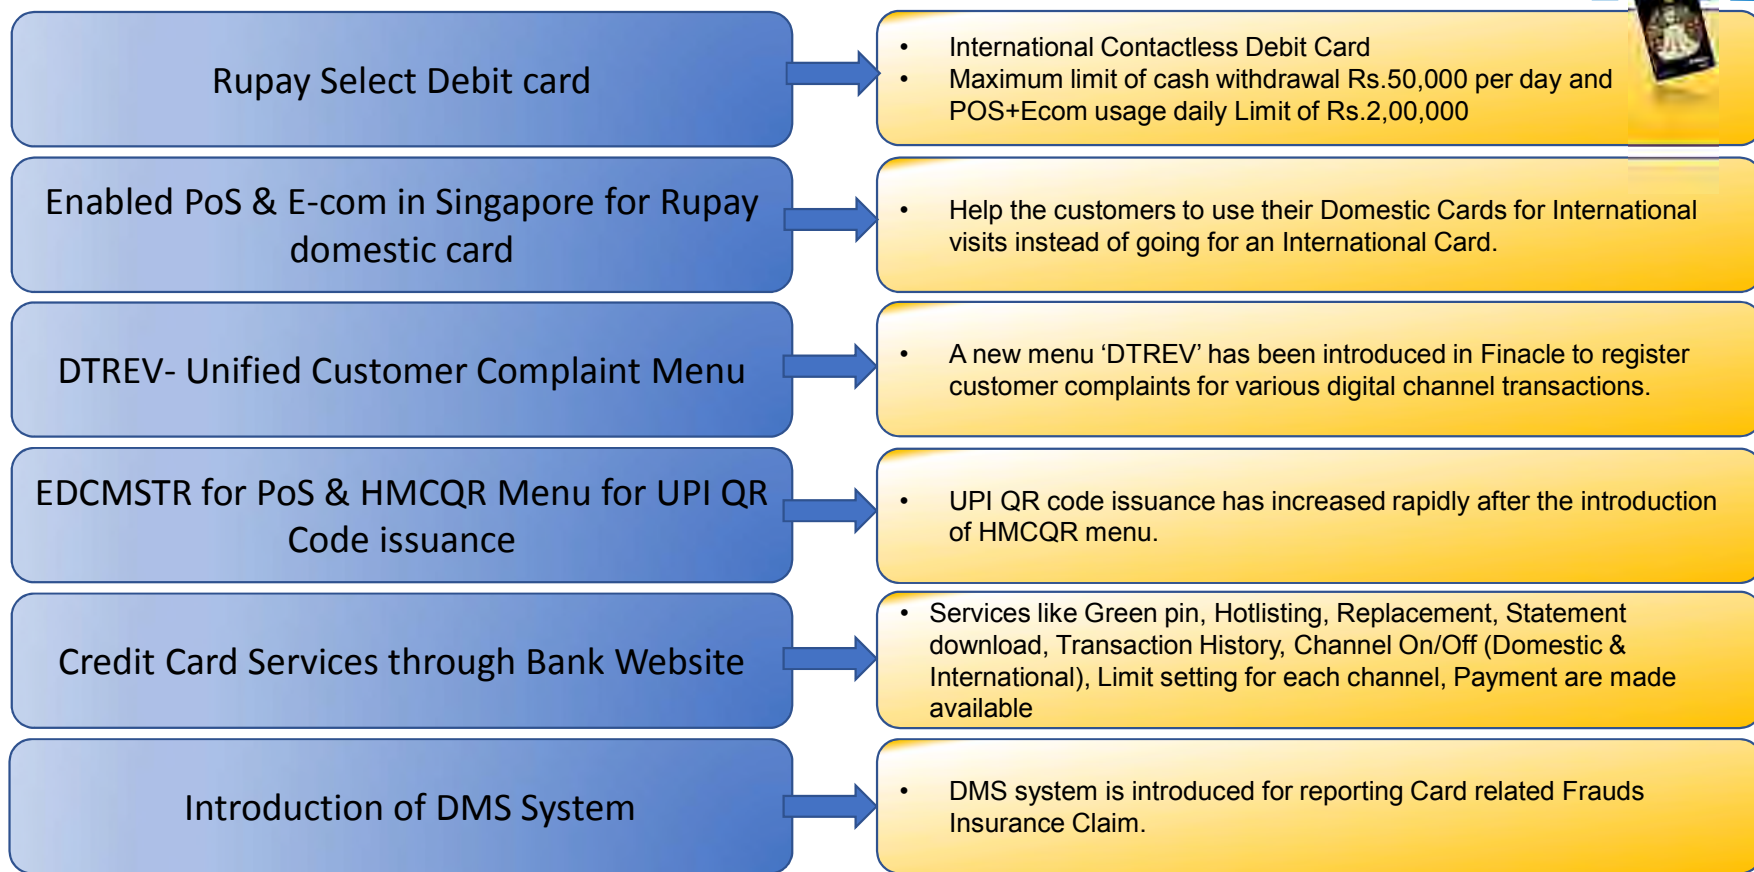 Rupay Select Debit card
• International Contactless Debit Card
• Maximum limit of cash withdrawal Rs.50,000 per day and
POS+Ecom usage daily Limit of Rs.2,00,000
Enabled PoS & E-com in Singapore for Rupay
domestic card
• Help the customers to use their Domestic Cards for International
visits instead of going for an International Card.
DTREV- Unified Customer Complaint Menu
• A new menu ‘DTREV’ has been introduced in Finacle to register
customer complaints for various digital channel transactions.
EDCMSTR for PoS & HMCQR Menu for UPI QR
Code issuance
• UPI QR code issuance has increased rapidly after the introduction
of HMCQR menu.
Credit Card Services through Bank Website
• Services like Green pin, Hotlisting, Replacement, Statement
download, Transaction History, Channel On/Off (Domestic &
International), Limit setting for each channel, Payment are made
available
Introduction of DMS System
• DMS system is introduced for reporting Card related Frauds
Insurance Claim.